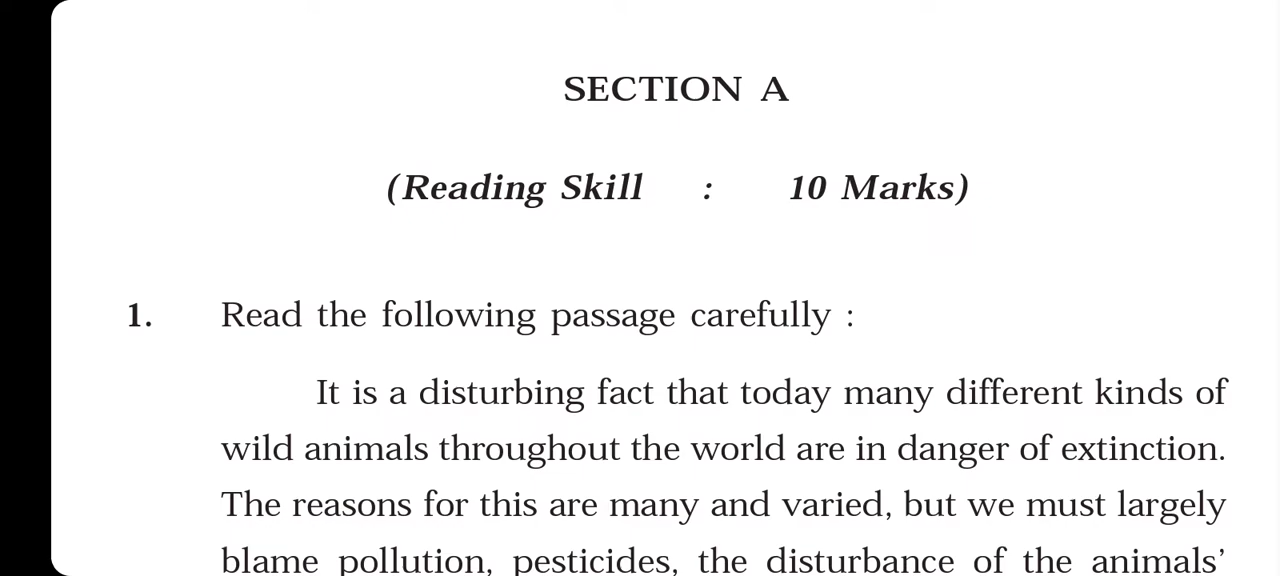 SECTION A
(Reading Skill : 10 Marks)
1. Read the following passage carefully :
It is a disturbing fact that today many different kinds of
wild animals throughout the world are in danger of extinction.
The reasons for this are many and varied, but we must largely
blame pollution, pesticides, the disturbance of the animals’